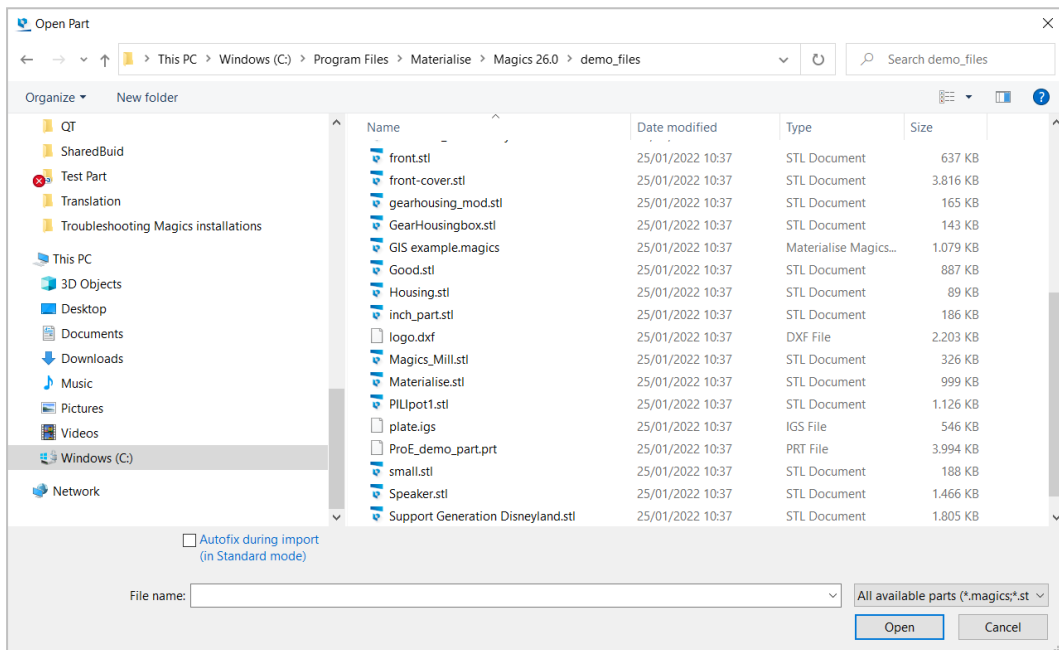 Open Part
This PC > Windows (C:) > Program Files > Materialise > Magics 26.0 > demo_files
Search demo_files
Organize
New folder
QT
SharedBuid
Test Part
Translation
Troubleshooting Magics installations
This PC
3D Objects
Desktop
Documents
Downloads
Music
Pictures
Videos
Windows (C:)
Network
Name Date modified Type Size
front.stl 25/01/2022 10:37 STL Document 637 KB
front-cover.stl 25/01/2022 10:37 STL Document 3.816 KB
gearhousing_mod.stl 25/01/2022 10:37 STL Document 165 KB
GearHousingbox.stl 25/01/2022 10:37 STL Document 143 KB
GIS example.magics 25/01/2022 10:37 Materialise Magics... 1.079 KB
Good.stl 25/01/2022 10:37 STL Document 887 KB
Housing.stl 25/01/2022 10:37 STL Document 89 KB
inch_part.stl 25/01/2022 10:37 STL Document 186 KB
logo.dxf 25/01/2022 10:37 DXF File 2.203 KB
Magics_Mill.stl 25/01/2022 10:37 STL Document 326 KB
Materialise.stl 25/01/2022 10:37 STL Document 999 KB
PILIpot1.stl 25/01/2022 10:37 STL Document 1.126 KB
plate.igs 25/01/2022 10:37 IGS File 546 KB
ProE_demo_part.prt 25/01/2022 10:37 PRT File 3.994 KB
small.stl 25/01/2022 10:37 STL Document 188 KB
Speaker.stl 25/01/2022 10:37 STL Document 1.466 KB
Support Generation Disneyland.stl 25/01/2022 10:37 STL Document 1.805 KB
Autofix during import
(in Standard mode)
File name:
All available parts (*.magics;*.st
Open
Cancel